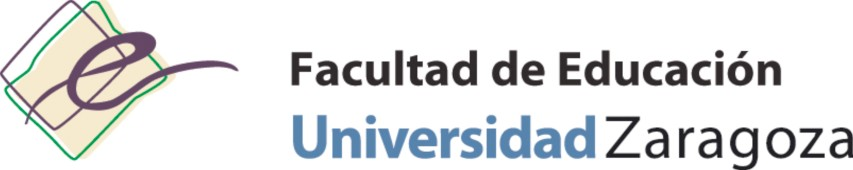 e
Facultad de Educación
Universidad Zaragoza